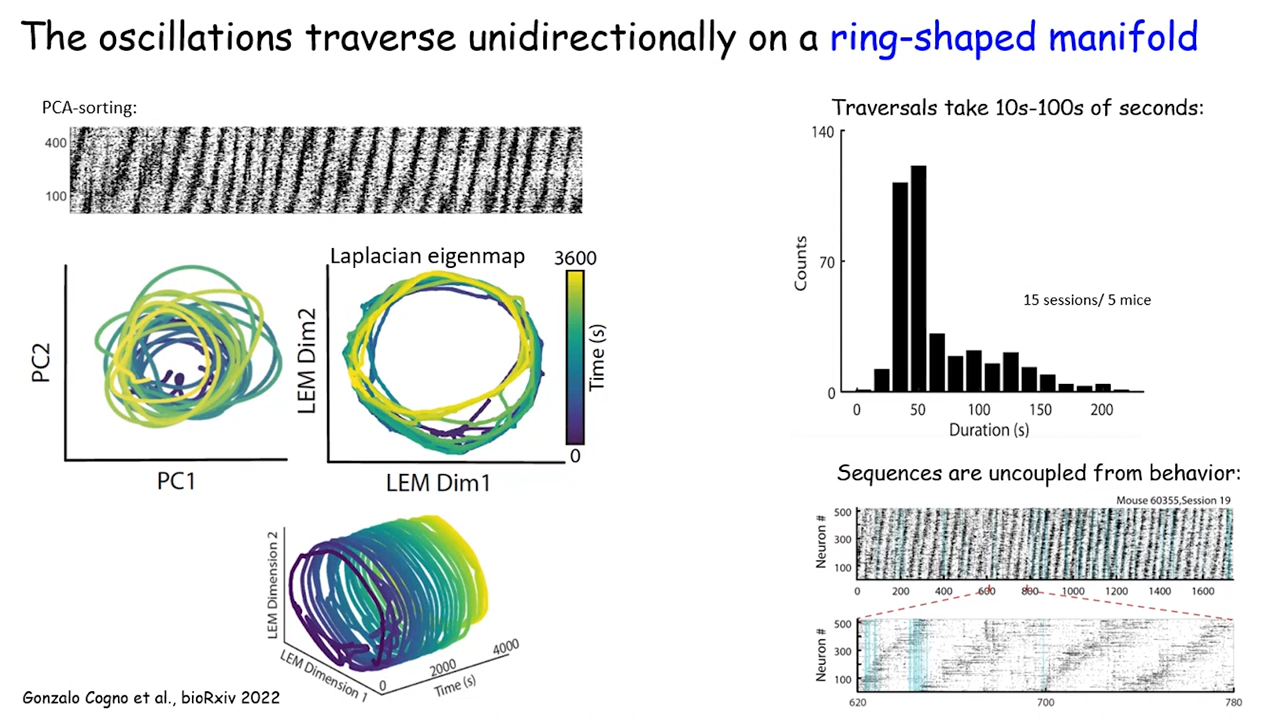 The oscillations traverse unidirectionally on a ring-shaped manifold
PCA-sorting:
400
100
Laplacian eigenmap
3600
Time (s)
0
PC2
PC1
LEM Dim2
LEM Dim1
LEM Dimension 2
LEM Dimension 1
0
2000
4000
Time (s)
Gonzalo Cogno et al., bioRxiv 2022
Traversals take 10s-100s of seconds:
140
70
0
Counts
15 sessions/ 5 mice
0 50 100 150 200
Duration (s)
Sequences are uncoupled from behavior:
Mouse 60355,Session 19
Neuron #
500
300
100
0 200 400 600 800 1000 1200 1400 1600
Neuron #
500
300
100
620 700 780